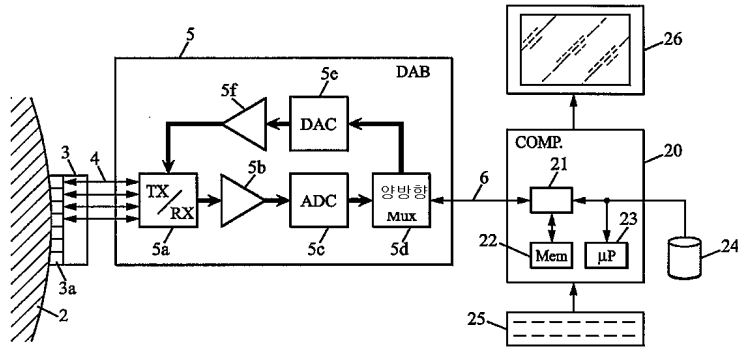 5
DAB
26
5f
5e
DAC
3
4
5b
COMP.
20
21
6
TX
RX
ADC
양방향
Mux
22
Mem
23
μP
24
5a
5c
5d
3a
2
25